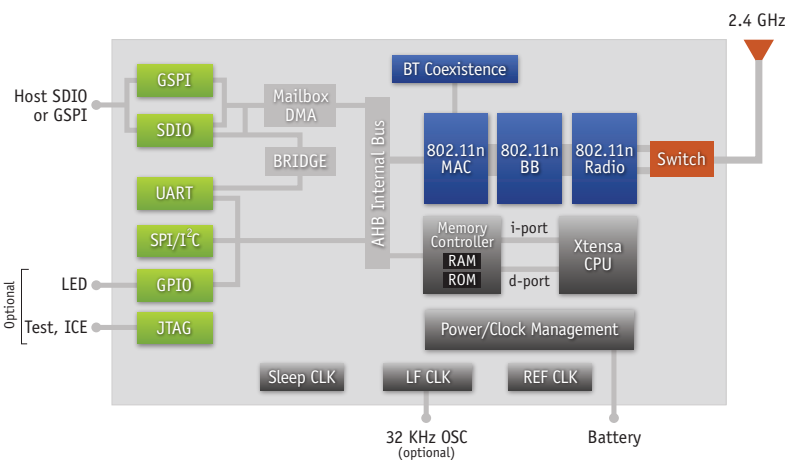 2.4 GHz
Host SDIO
or GSPI
GSPI
SDIO
Mailbox
DMA
BRIDGE
UART
SPI/I²C
GPIO
JTAG
Optional
LED
Test, ICE
AHB Internal Bus
BT Coexistence
802.11n
MAC
802.11n
BB
802.11n
Radio
Switch
Memory
Controller
RAM
ROM
i-port
d-port
Xtensa
CPU
Power/Clock Management
Sleep CLK
LF CLK
REF CLK
32 KHz OSC
(optional)
Battery